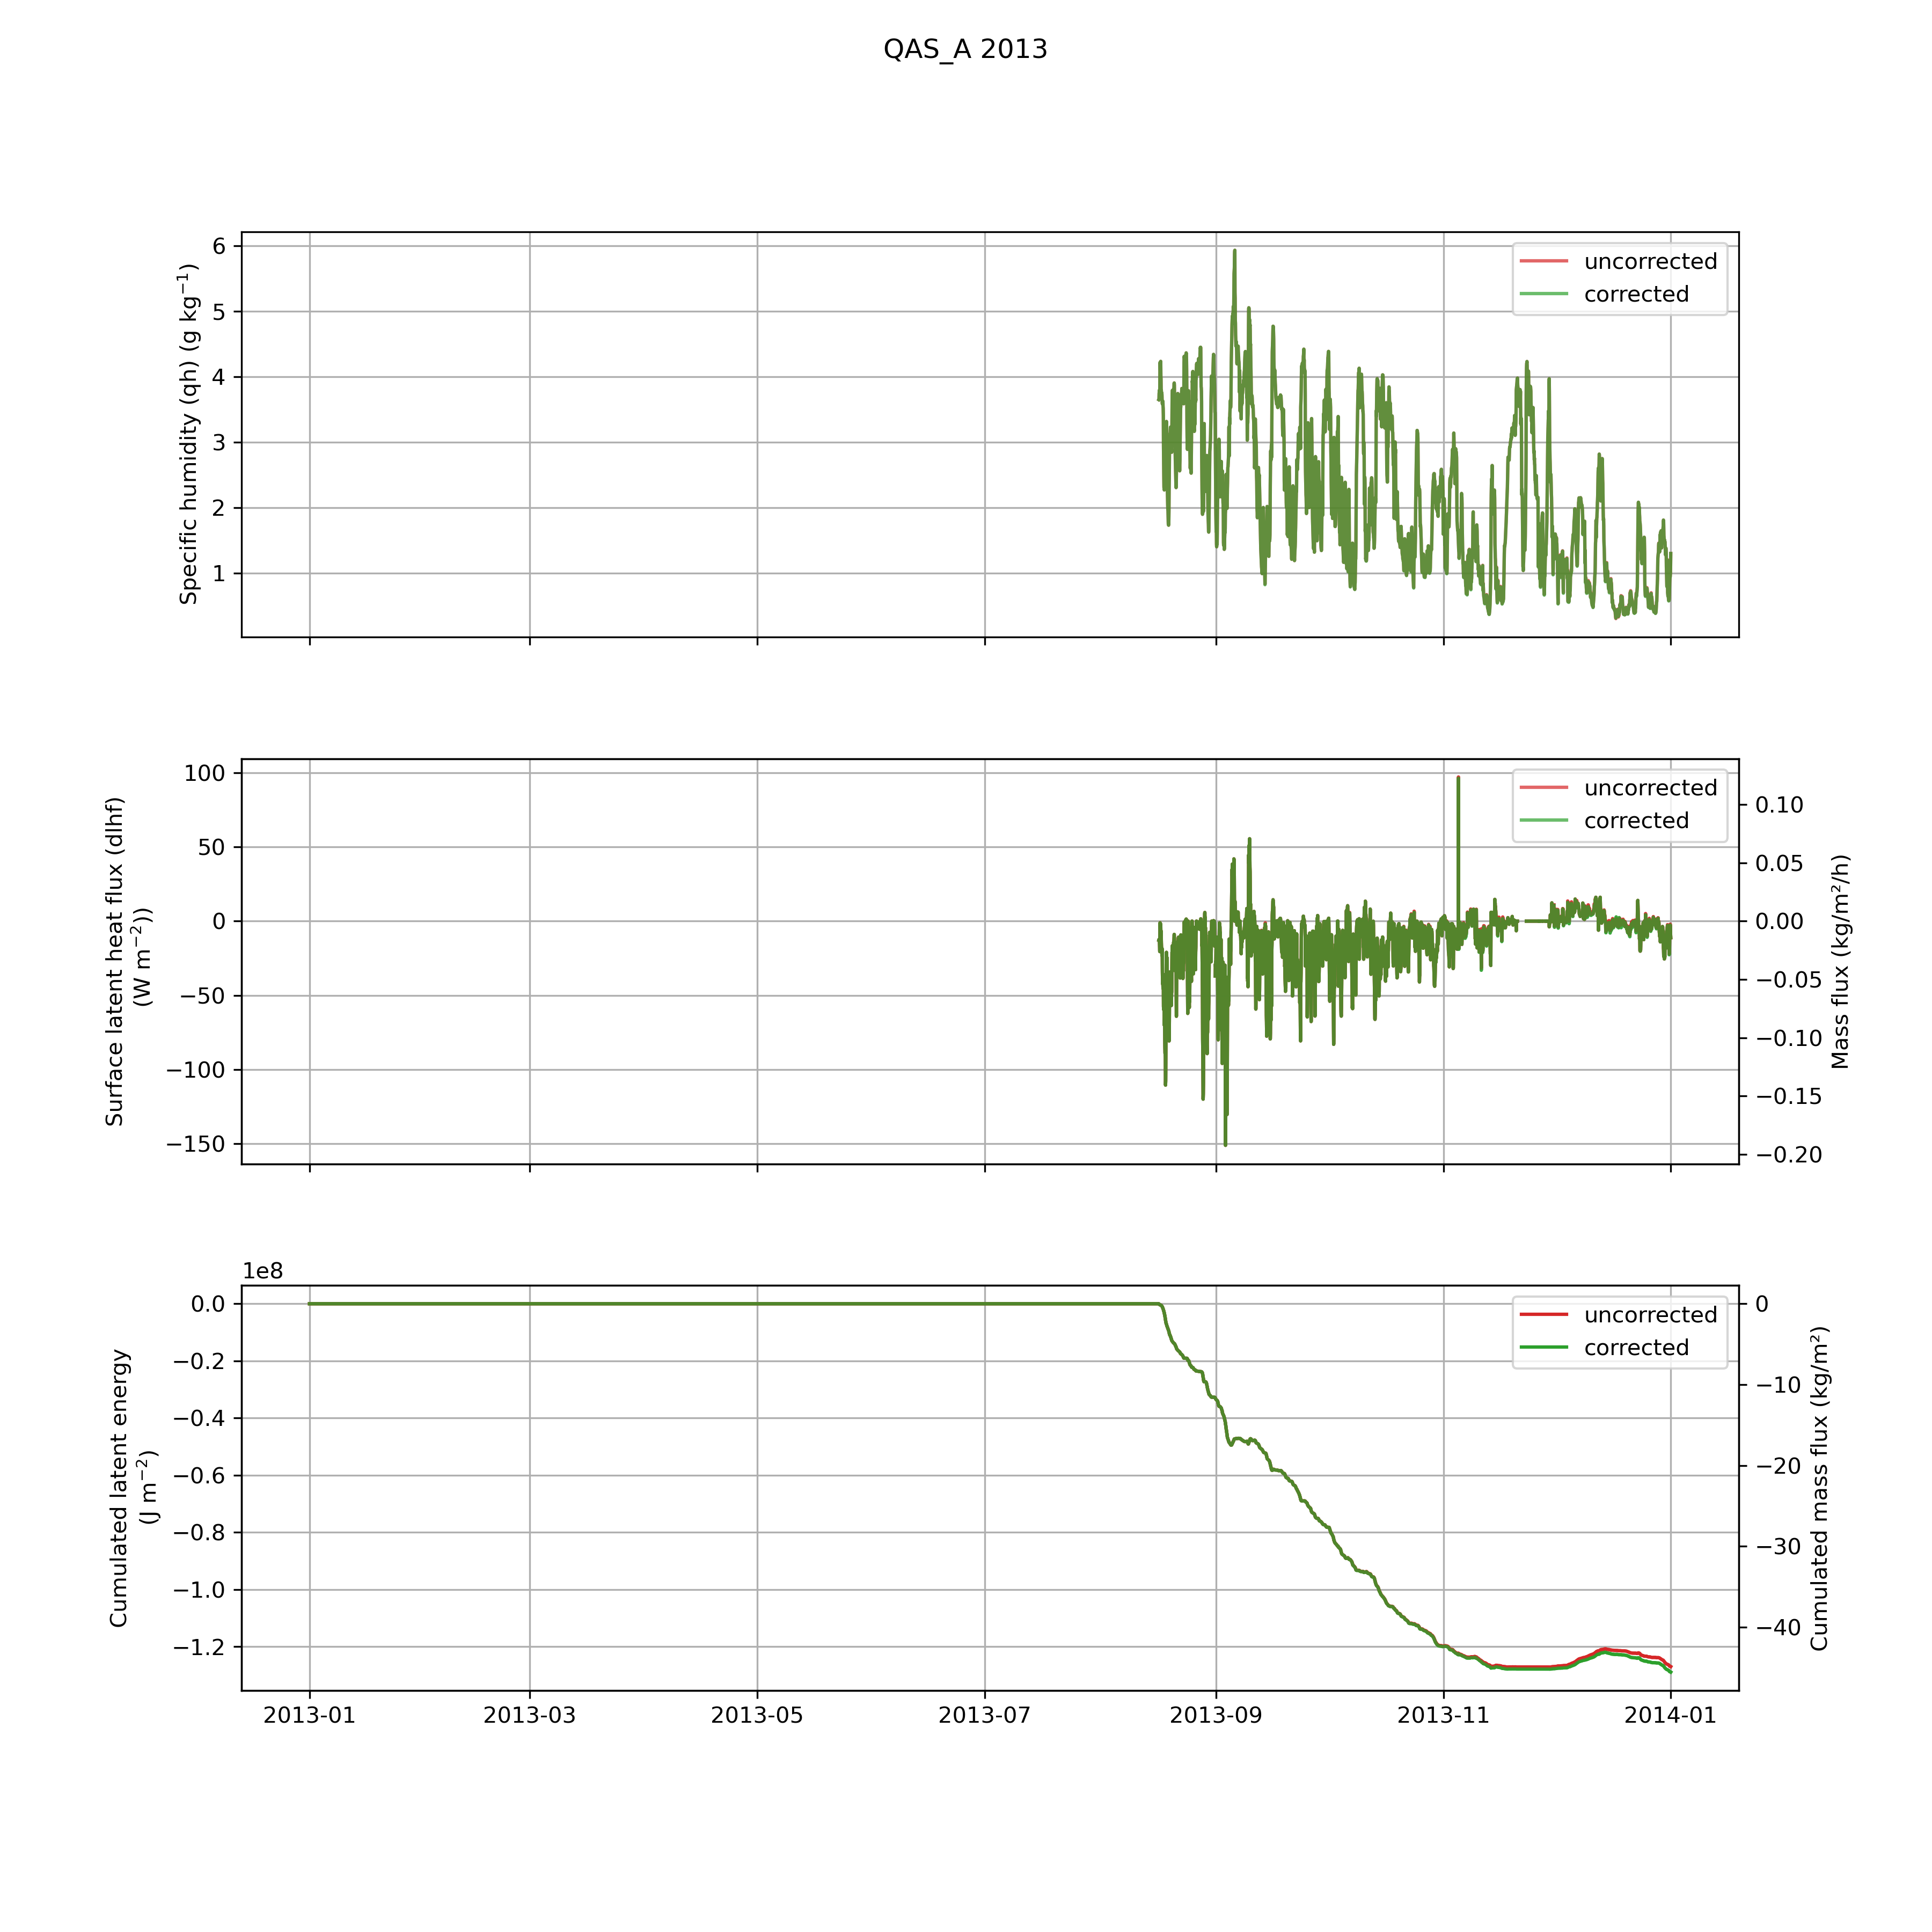 QAS_A 2013
Specific humidity (qh) (g kg⁻¹)
6
5
4
3
2
1
uncorrected
corrected
Surface latent heat flux (dlhf)
(W m⁻²))
100
50
0
−50
−100
−150
uncorrected
corrected
0.10
0.05
0.00
−0.05
−0.10
−0.15
−0.20
Mass flux (kg/m²/h)
1e8
Cumulated latent energy
(J m⁻²)
0.0
−0.2
−0.4
−0.6
−0.8
−1.0
−1.2
uncorrected
corrected
0
−10
−20
−30
−40
Cumulated mass flux (kg/m²)
2013-01 2013-03 2013-05 2013-07 2013-09 2013-11 2014-01